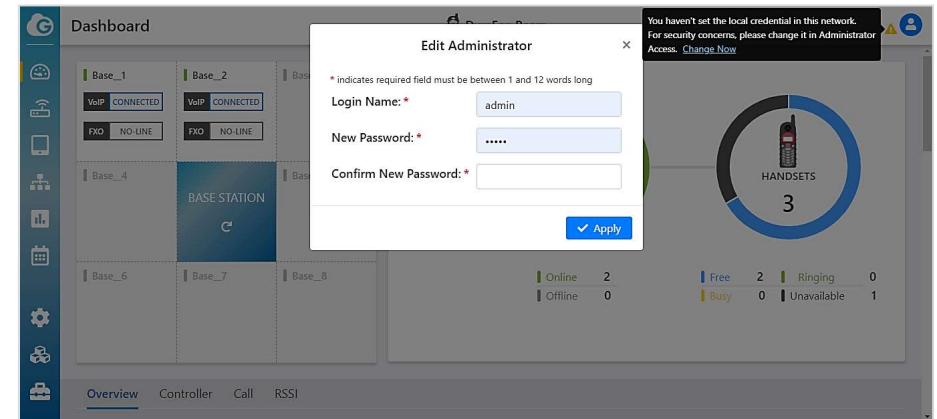 Dashboard
You haven't set the local credential in this network.
For security concerns, please change it in Administrator
Access. Change Now
Edit Administrator
* indicates required field must be between 1 and 12 words long
Login Name: *
admin
New Password: *
•••••
Confirm New Password: *
Apply
Base_1
VoIP CONNECTED
FXO NO-LINE
Base_2
VoIP CONNECTED
FXO NO-LINE
Base_4
BASE STATION
Base_6
Base_7
Base_8
HANDSETS
3
Online 2
Offline 0
Free 2
Ringing 0
Busy 0
Unavailable 1
Overview Controller Call RSSI